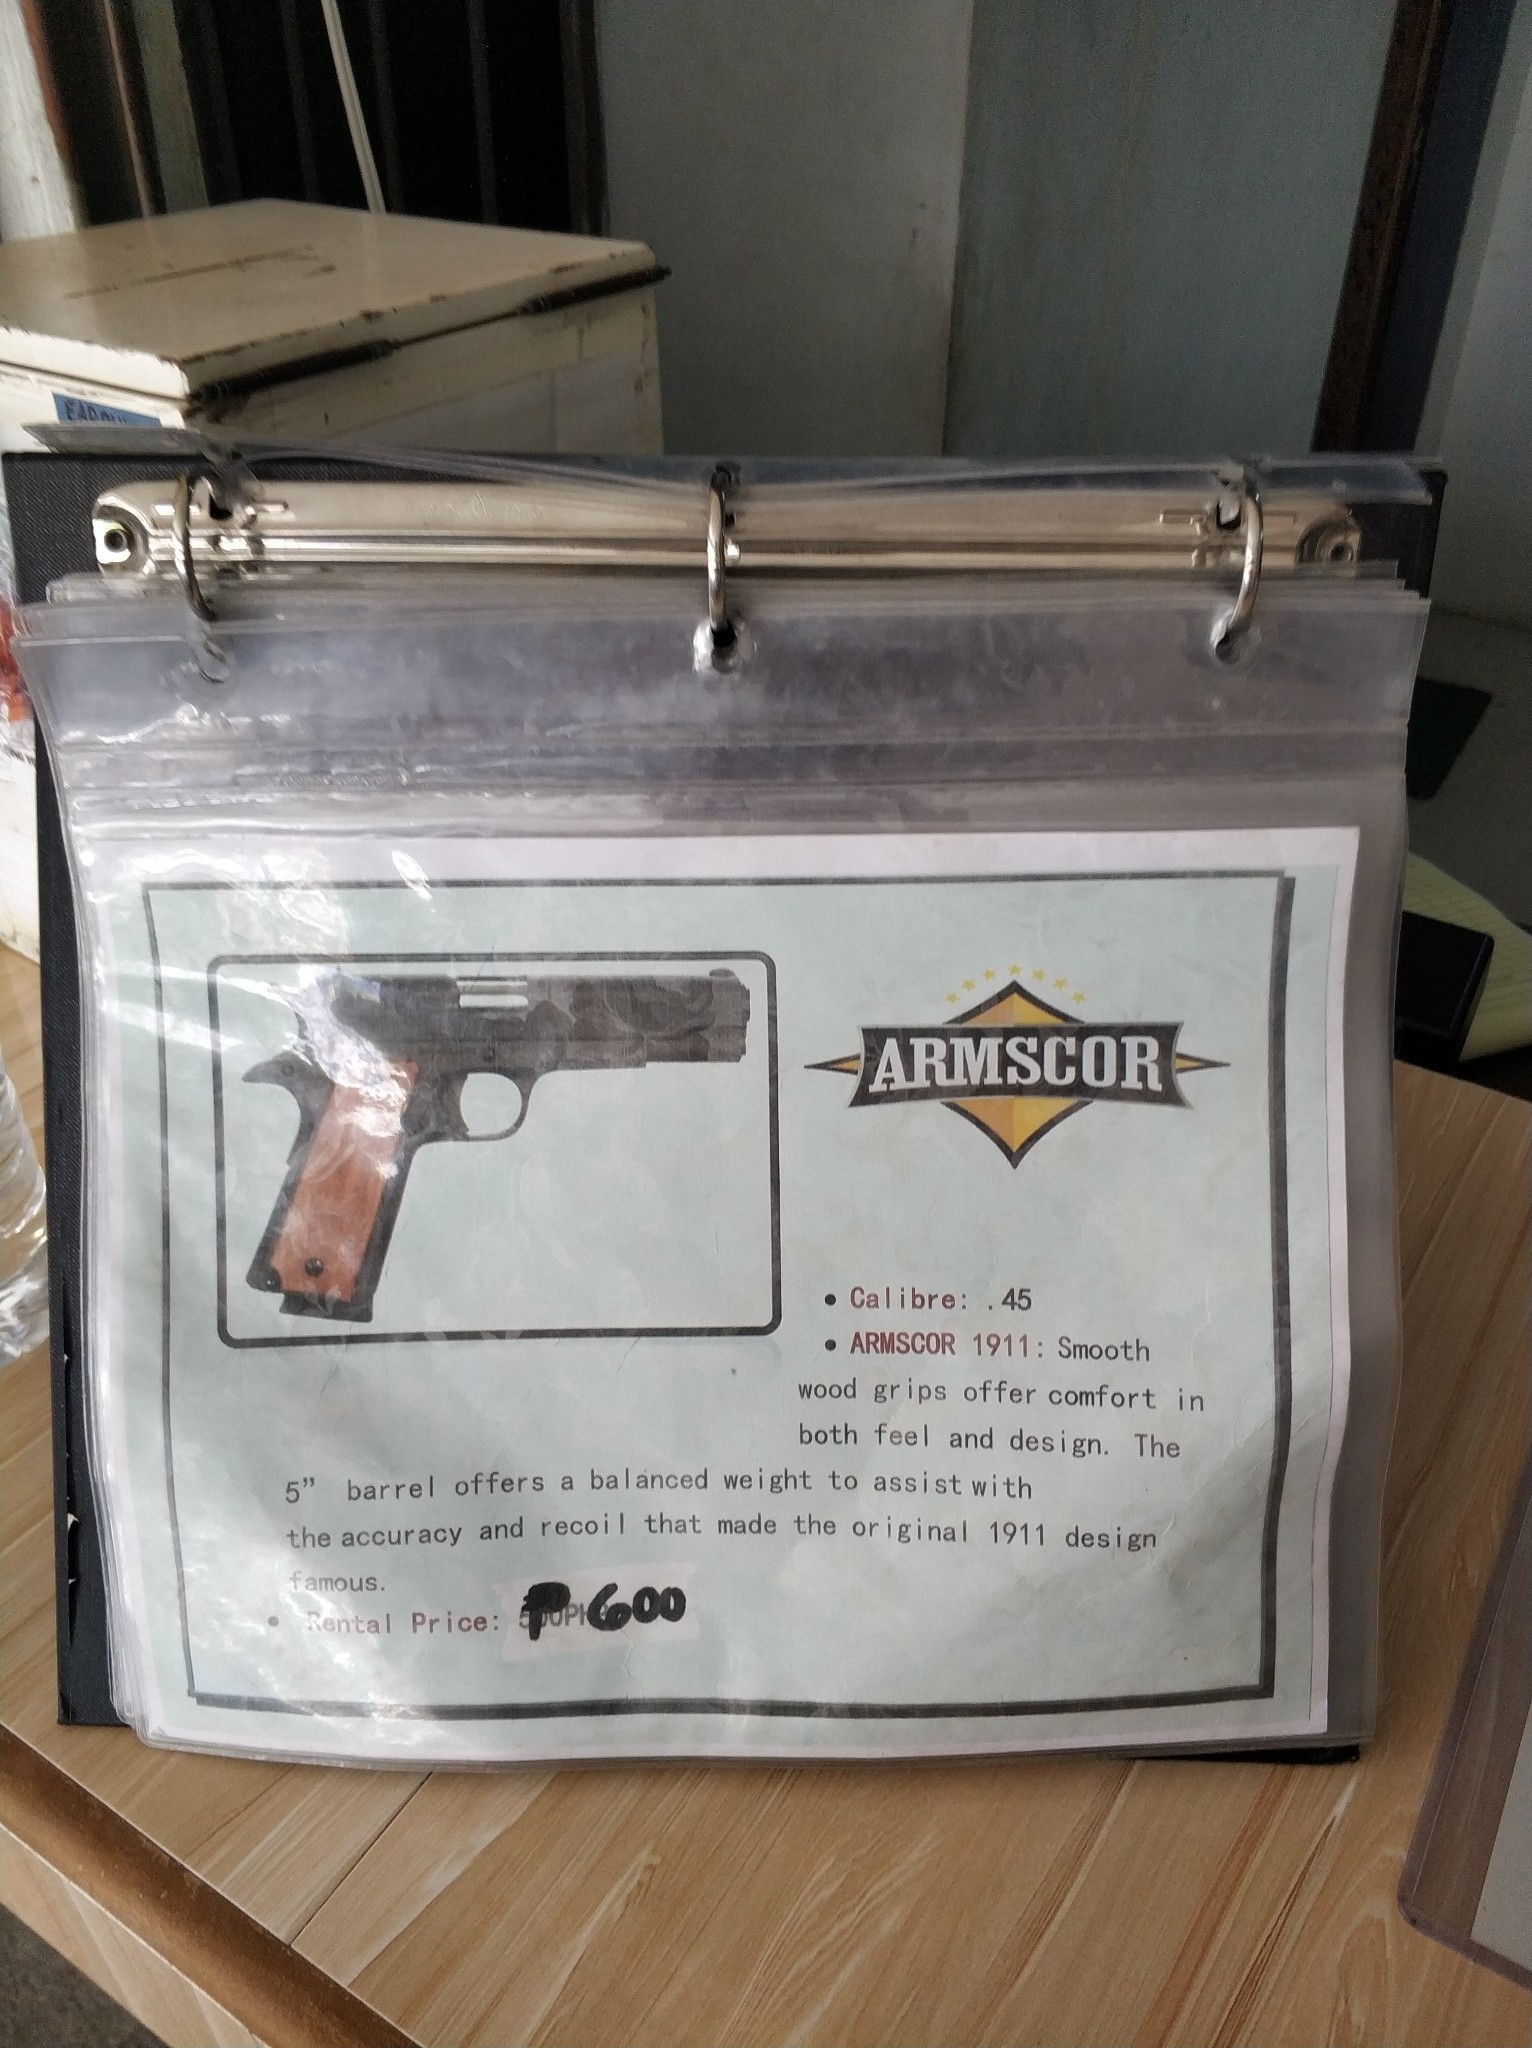 ARMSCOR
• Calibre: .45
• ARMSCOR 1911: Smooth
wood grips offer comfort in
both feel and design. The
5” barrel offers a balanced weight to assist with
the accuracy and recoil that made the original 1911 design
famous.
• Rental Price: ₱600